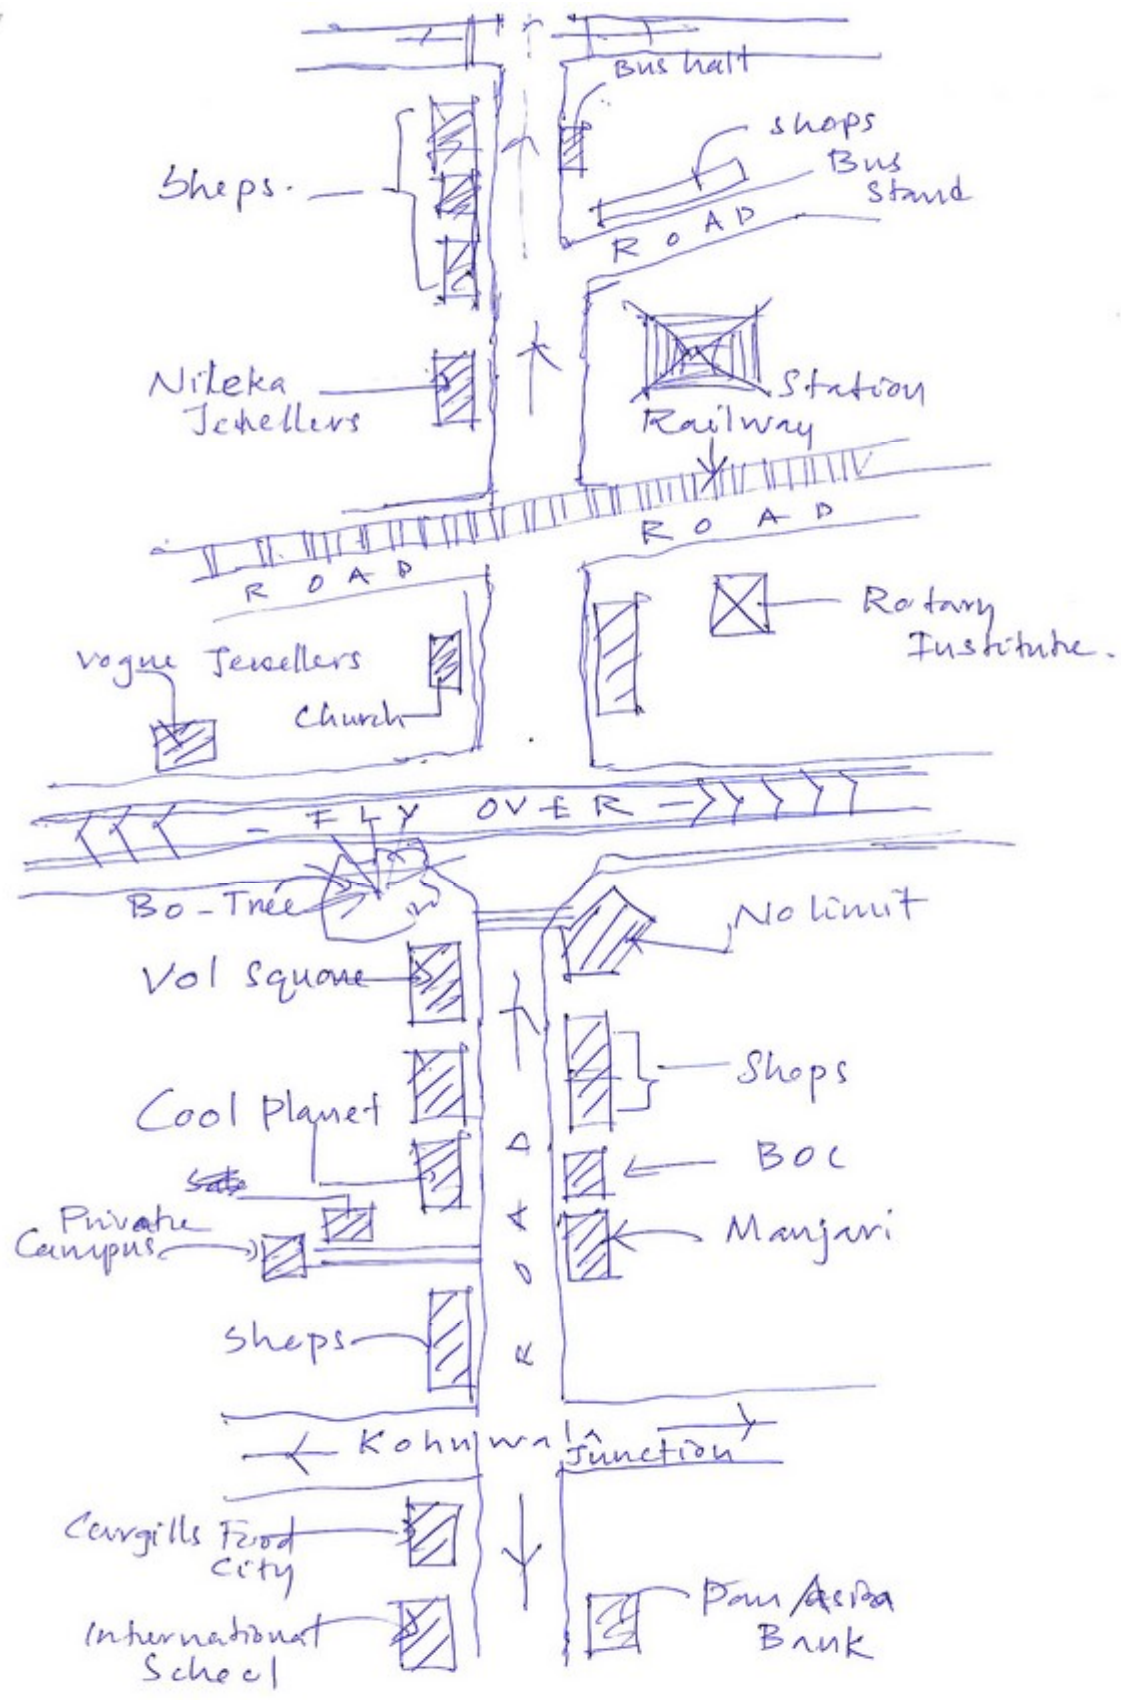 Bus halt
shops
Bus
Stand
Shops.
ROAD
Nileka
Jewellers
Station
Railway
ROAD
ROAD
Rotary
Institute.
Vogue Jewellers
Church
FLY OVER
Bo-Tree
No limit
Vol Square
Shops
Cool Planet
BOC
Private
Campus
Manjari
ROAD
Shops
Kohuwala Junction
Cargills Food
City
Pan Asia
Bank
International
School